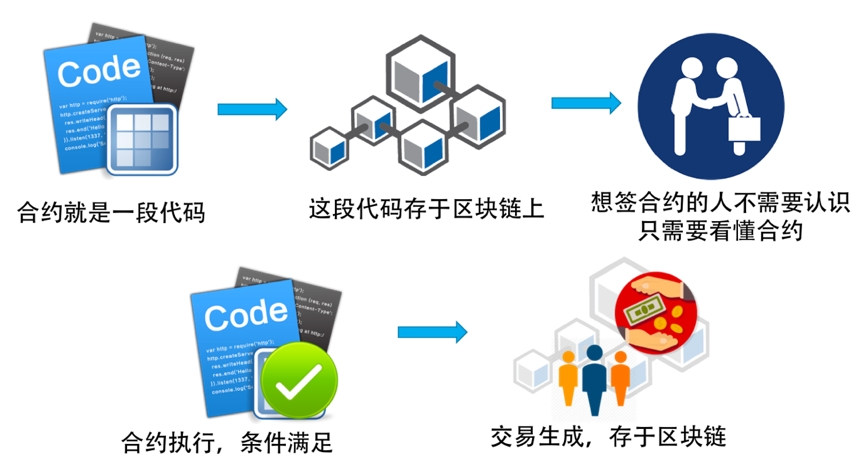 Code
var http = require('http');
http.createServer
res.writeHead
res.end('Hello
}).listen(1337, '
console.log('S
合约就是一段代码
这段代码存于区块链上
想签合约的人不需要认识
只需要看懂合约
Code
var http = require('http');
http.createServer
res.writeHead
res.end('Hello
}).listen(1337,
console.log('S
合约执行，条件满足
交易生成，存于区块链